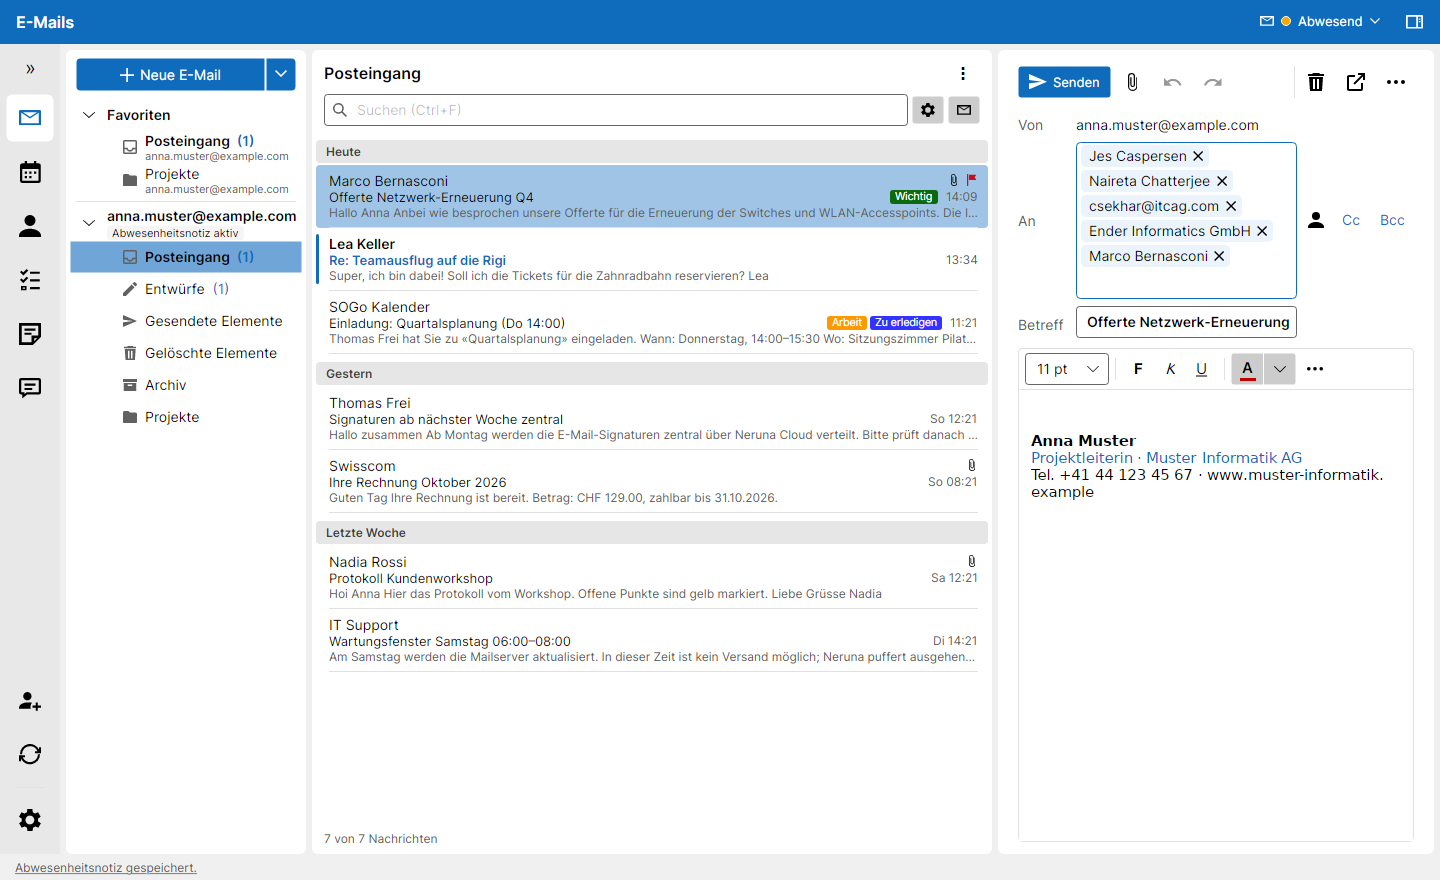 E-Mails
Abwesend
»
Neue E-Mail
Favoriten
Posteingang (1)
anna.muster@example.com
Projekte
anna.muster@example.com
anna.muster@example.com
Abwesenheitsnotiz aktiv
Posteingang (1)
Entwürfe (1)
Gesendete Elemente
Gelöschte Elemente
Archiv
Projekte
Posteingang
Suchen (Ctrl+F)
Heute
Marco Bernasconi
Offerte Netzwerk-Erneuerung Q4 Wichtig 14:09
Hallo Anna Anbei wie besprochen unsere Offerte für die Erneuerung der Switches und WLAN-Accesspoints. Die I...
Lea Keller
Re: Teamausflug auf die Rigi 13:34
Super, ich bin dabei! Soll ich die Tickets für die Zahnradbahn reservieren? Lea
SOGo Kalender
Einladung: Quartalsplanung (Do 14:00) Arbeit Zu erledigen 11:21
Thomas Frei hat Sie zu «Quartalsplanung» eingeladen. Wann: Donnerstag, 14:00–15:30 Wo: Sitzungszimmer Pilat...
Gestern
Thomas Frei
Signaturen ab nächster Woche zentral So 12:21
Hallo zusammen Ab Montag werden die E-Mail-Signaturen zentral über Neruna Cloud verteilt. Bitte prüft danach ...
Swisscom
Ihre Rechnung Oktober 2026 So 08:21
Guten Tag Ihre Rechnung ist bereit. Betrag: CHF 129.00, zahlbar bis 31.10.2026.
Letzte Woche
Nadia Rossi
Protokoll Kundenworkshop Sa 12:21
Hoi Anna Hier das Protokoll vom Workshop. Offene Punkte sind gelb markiert. Liebe Grüsse Nadia
IT Support
Wartungsfenster Samstag 06:00–08:00 Di 14:21
Am Samstag werden die Mailserver aktualisiert. In dieser Zeit ist kein Versand möglich; Neruna puffert ausgehen...
7 von 7 Nachrichten
Senden
Von anna.muster@example.com
Jes Caspersen
Naireta Chatterjee
csekhar@itcag.com
An Cc Bcc
Ender Informatics GmbH
Marco Bernasconi
Betreff Offerte Netzwerk-Erneuerung
11 pt F K U A
Anna Muster
Projektleiterin · Muster Informatik AG
Tel. +41 44 123 45 67 · www.muster-informatik.
example
Abwesenheitsnotiz gespeichert.